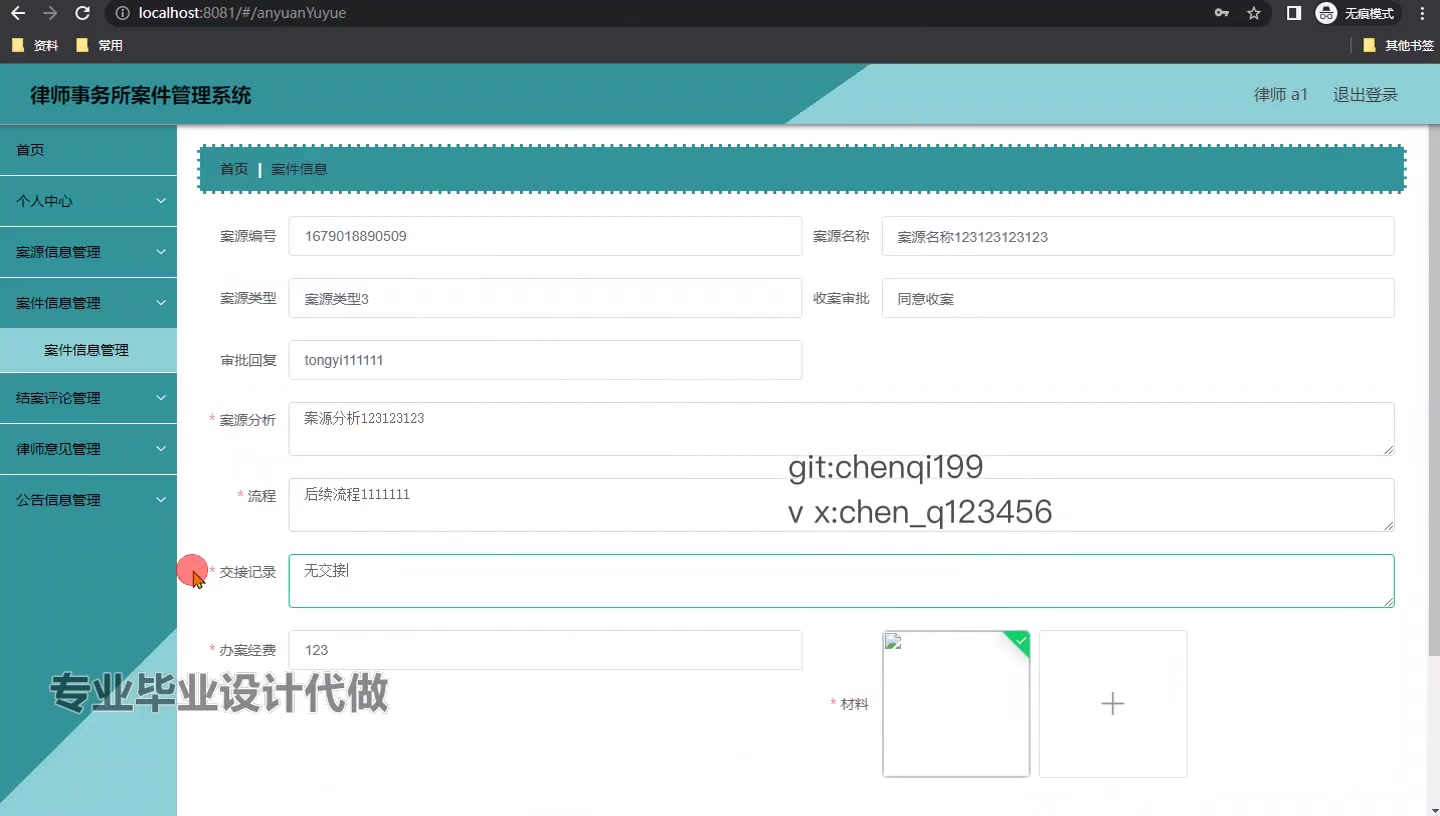 localhost:8081/#/anyuanYuyue
无痕模式
资料
常用
其他书签
律师事务所案件管理系统
律师 a1
退出登录
首页
个人中心
案源信息管理
案件信息管理
案件信息管理
结案评论管理
律师意见管理
公告信息管理
首页
案件信息
案源编号
1679018890509
案源名称
案源名称123123123123
案源类型
案源类型3
收案审批
同意收案
审批回复
tongyi111111
* 案源分析
案源分析123123123
* 流程
后续流程1111111
* 交接记录
无交接
* 办案经费
123
* 材料
git:chenqi199
v x:chen_q123456
专业毕业设计代做